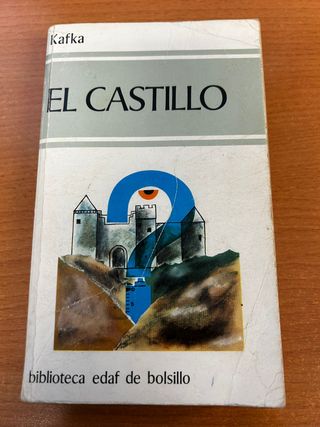 Kafka
EL CASTILLO
biblioteca edaf de bolsillo